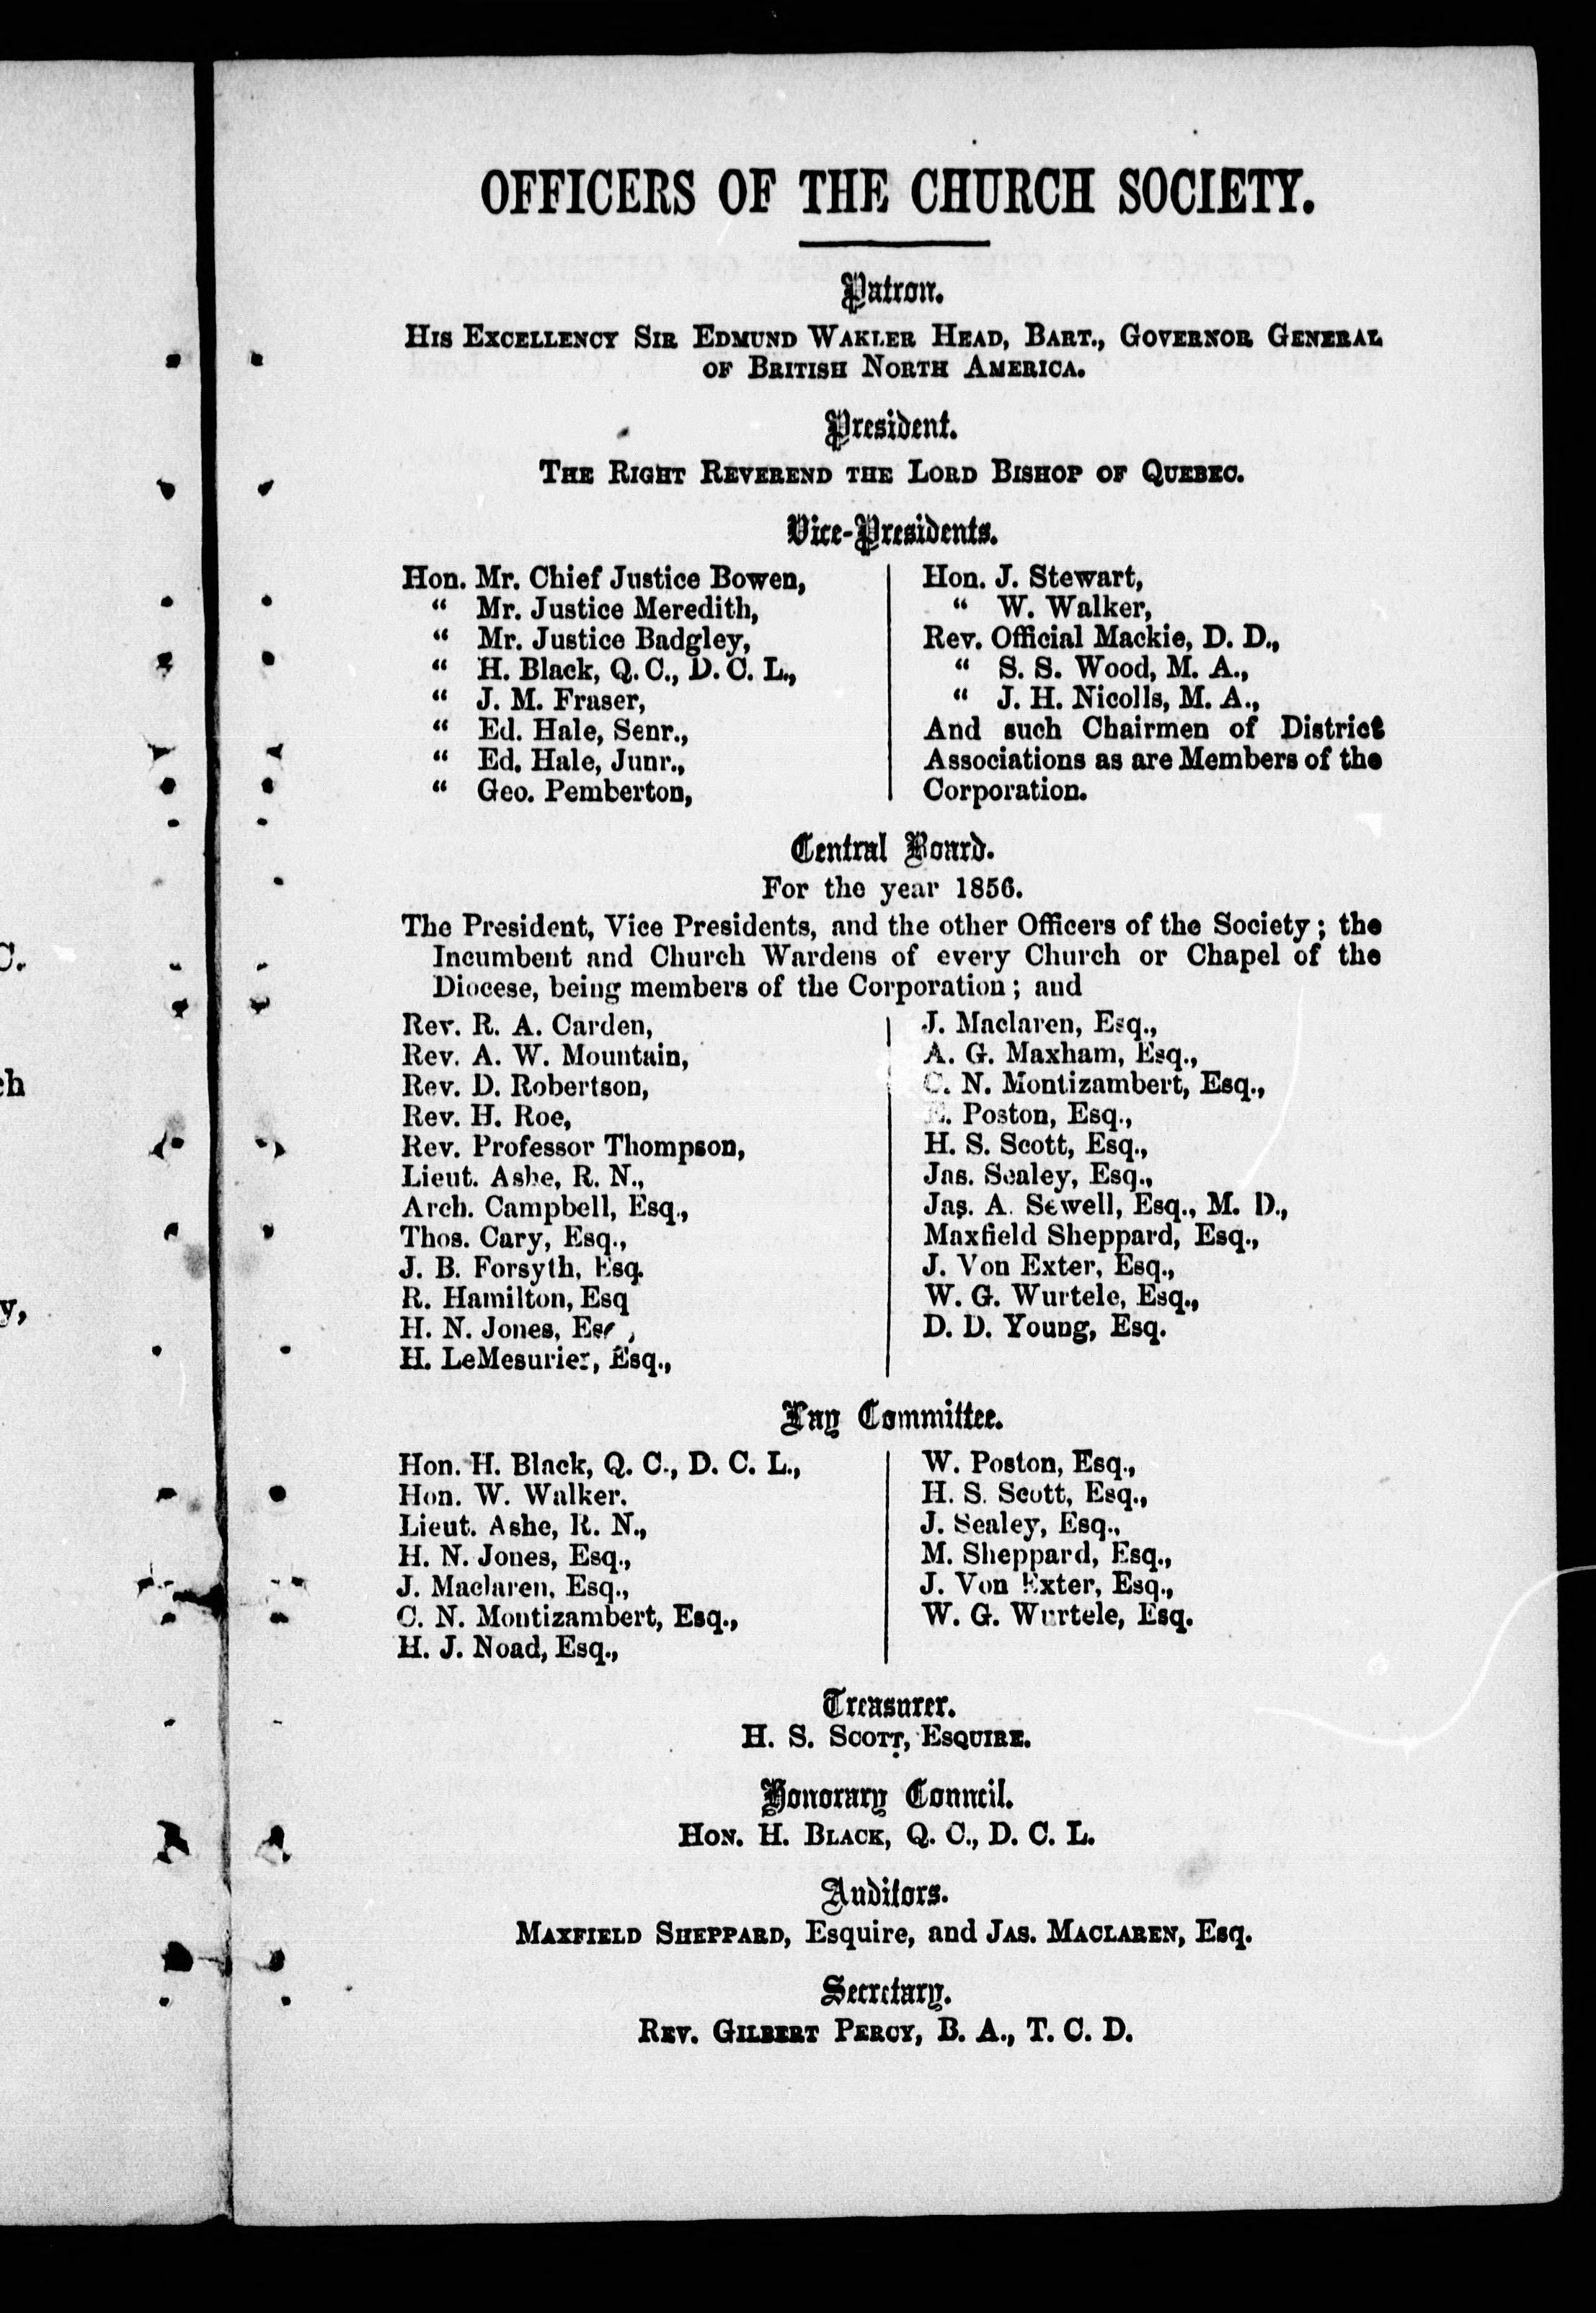 OFFICERS OF THE CHURCH SOCIETY.
Patron.
HIS EXCELLENCY SIR EDMUND WAKLER HEAD, BART., GOVERNOR GENERAL
OF BRITISH NORTH AMERICA.
President.
THE RIGHT REVEREND THE LORD BISHOP OF QUEBEC.
Vice-Presidents.
Hon. Mr. Chief Justice Bowen,
“ Mr. Justice Meredith,
“ Mr. Justice Badgley,
“ H. Black, Q. C., D. C. L.,
“ J. M. Fraser,
“ Ed. Hale, Senr.,
“ Ed. Hale, Junr.,
“ Geo. Pemberton,
Hon. J. Stewart,
“ W. Walker,
Rev. Official Mackie, D. D.,
“ S. S. Wood, M. A.,
“ J. H. Nicolls, M. A.,
And such Chairmen of District
Associations as are Members of the
Corporation.
Central Board.
For the year 1856.
The President, Vice Presidents, and the other Officers of the Society; the
Incumbent and Church Wardens of every Church or Chapel of the
Diocese, being members of the Corporation; and
Rev. R. A. Carden,
Rev. A. W. Mountain,
Rev. D. Robertson,
Rev. H. Roe,
Rev. Professor Thompson,
Lieut. Ashe, R. N.,
Arch. Campbell, Esq.,
Thos. Cary, Esq.,
J. B. Forsyth, Esq.
R. Hamilton, Esq
H. N. Jones, Esq,
H. LeMesurier, Esq.,
J. Maclaren, Esq.,
A. G. Maxham, Esq.,
C. N. Montizambert, Esq.,
Poston, Esq.,
H. S. Scott, Esq.,
Jas. Sealey, Esq.,
Jas. A. Sewell, Esq., M. D.,
Maxfield Sheppard, Esq.,
J. Von Exter, Esq.,
W. G. Wurtele, Esq.,
D. D. Young, Esq.
Lay Committee.
Hon. H. Black, Q. C., D. C. L.,
Hon. W. Walker.
Lieut. Ashe, R. N.,
H. N. Jones, Esq.,
J. Maclaren, Esq.,
C. N. Montizambert, Esq.,
H. J. Noad, Esq.,
W. Poston, Esq.,
H. S. Scott, Esq.,
J. Sealey, Esq.,
M. Sheppard, Esq.,
J. Von Exter, Esq.,
W. G. Wurtele, Esq.
Treasurer.
H. S. SCOTT, ESQUIRE.
Honorary Council.
HON. H. BLACK, Q. C., D. C. L.
Auditors.
MAXFIELD SHEPPARD, Esquire, and JAS. MACLAREN, Esq.
Secretary.
REV. GILBERT PERCY, B. A., T. C. D.